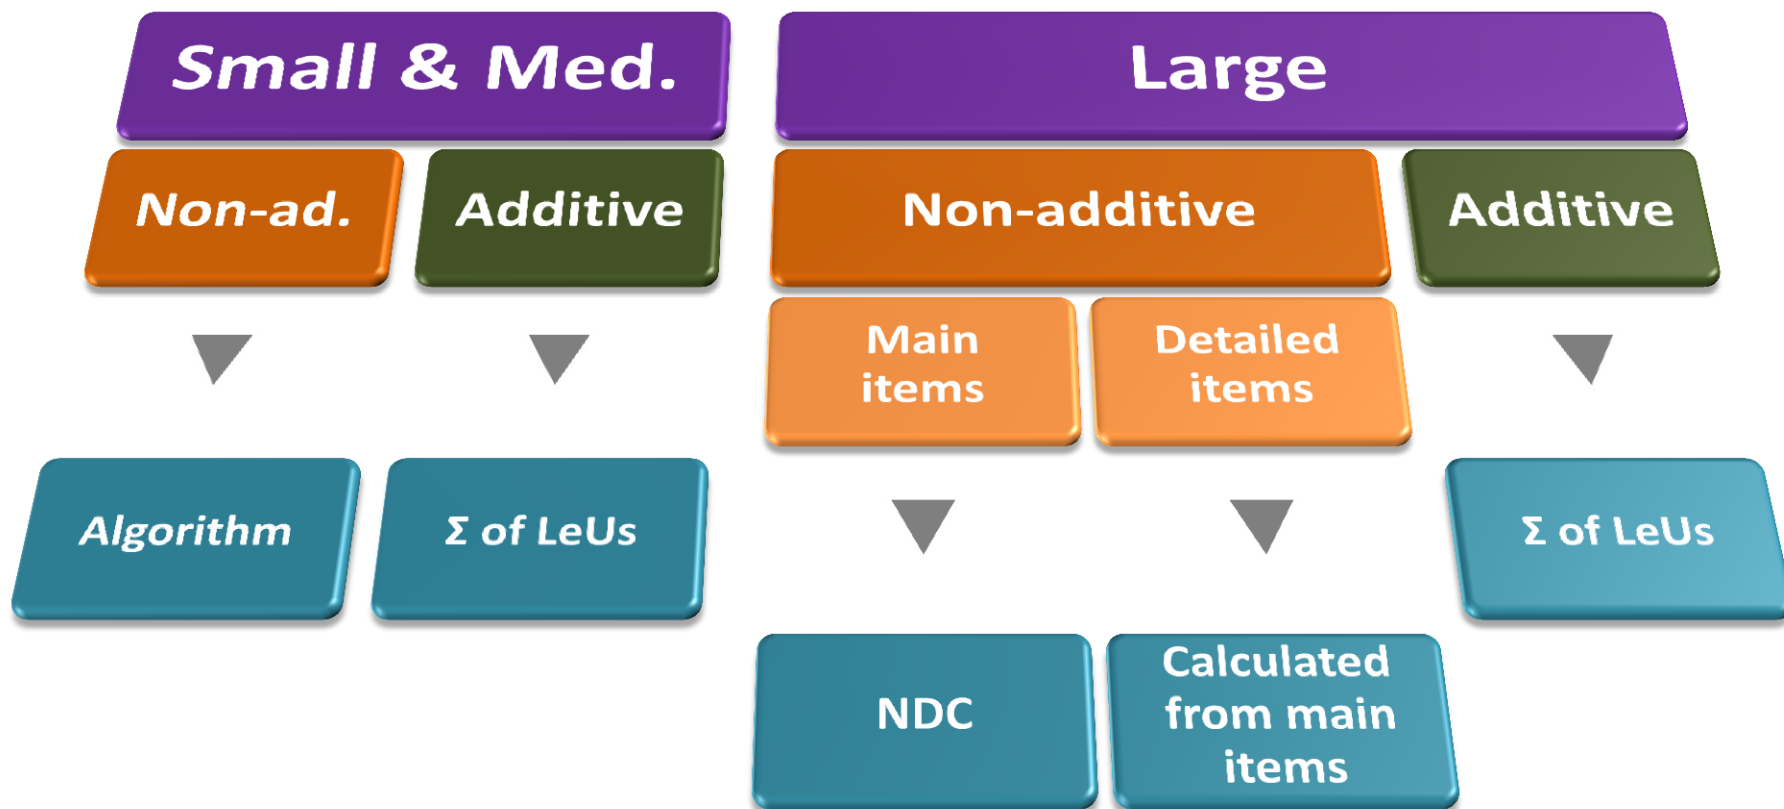 Small & Med.
Large
Non-ad.
Additive
Non-additive
Additive
Main
items
Detailed
items
Algorithm
Σ of LeUs
Σ of LeUs
NDC
Calculated
from main
items